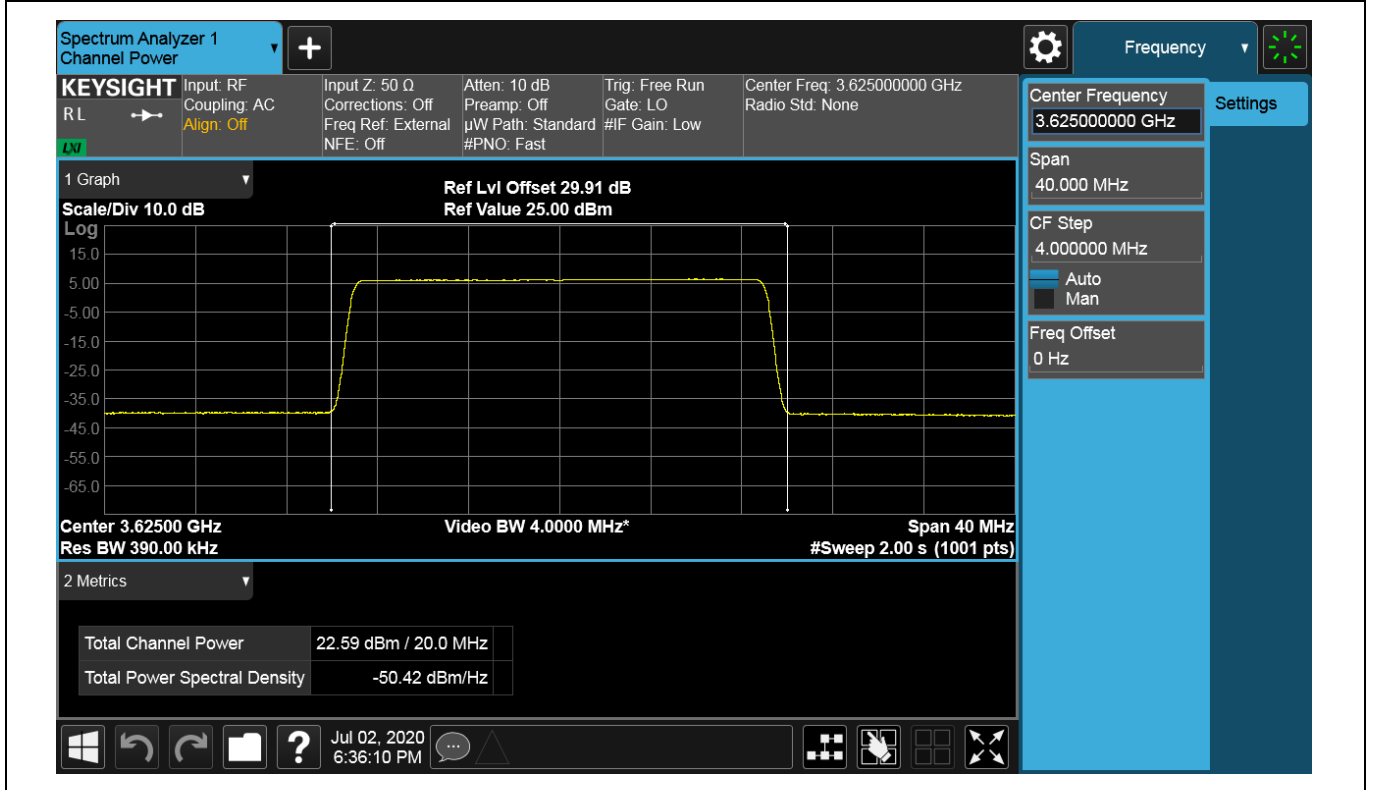 Spectrum Analyzer 1
Channel Power
+
Frequency
KEYSIGHT
RL
LXI
Input: RF
Coupling: AC
Align: Off
Input Z: 50 Ω
Corrections: Off
Freq Ref: External
NFE: Off
Atten: 10 dB
Preamp: Off
µW Path: Standard
#PNO: Fast
Trig: Free Run
Gate: LO
#IF Gain: Low
Center Freq: 3.625000000 GHz
Radio Std: None
Center Frequency
3.625000000 GHz
Settings
Span
40.000 MHz
CF Step
4.000000 MHz
Auto
Man
Freq Offset
0 Hz
1 Graph
Scale/Div 10.0 dB
Ref Lvl Offset 29.91 dB
Ref Value 25.00 dBm
Log
15.0
5.00
-5.00
-15.0
-25.0
-35.0
-45.0
-55.0
-65.0
Center 3.62500 GHz
Video BW 4.0000 MHz*
Span 40 MHz
Res BW 390.00 kHz
#Sweep 2.00 s (1001 pts)
2 Metrics
Total Channel Power 22.59 dBm / 20.0 MHz
Total Power Spectral Density -50.42 dBm/Hz
?
Jul 02, 2020
6:36:10 PM